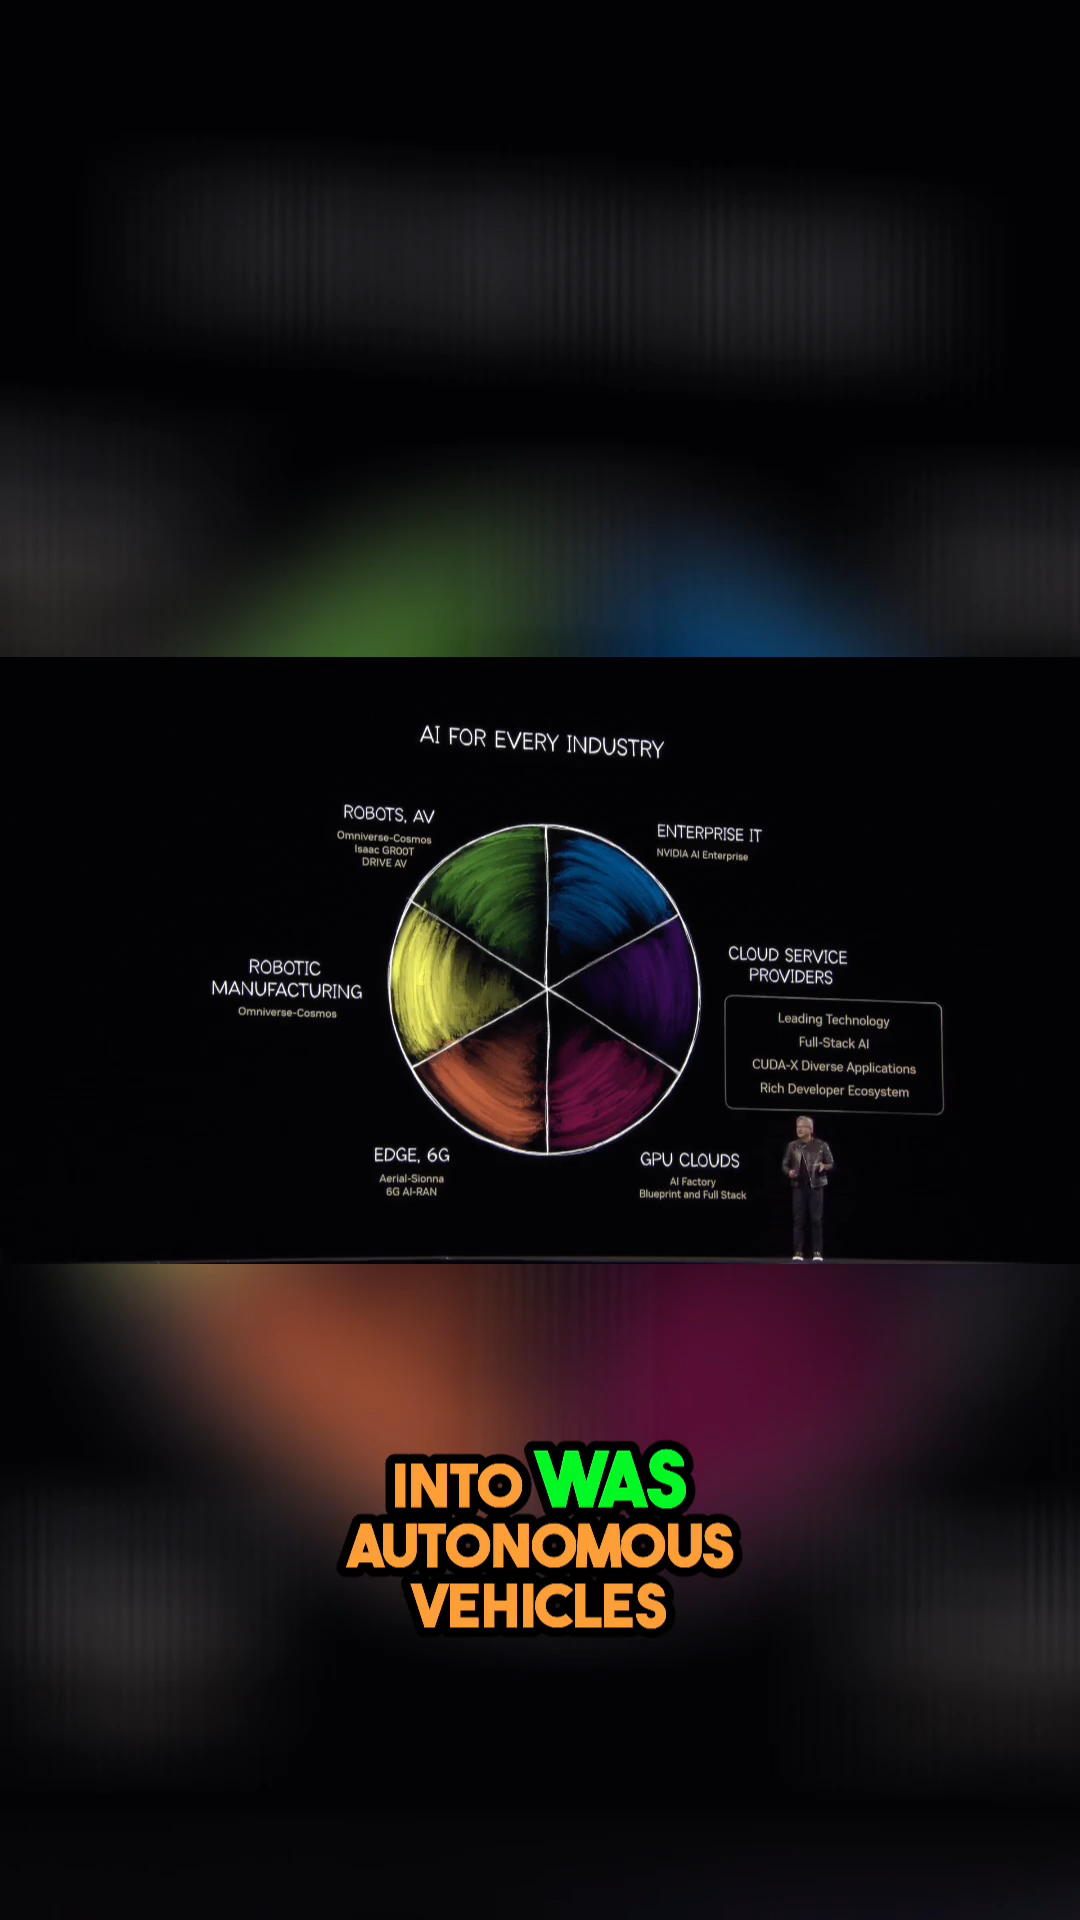 AI FOR EVERY INDUSTRY
ROBOTS, AV
Omniverse-Cosmos
Isaac GR00T
DRIVE AV
ENTERPRISE IT
NVIDIA AI Enterprise
CLOUD SERVICE
PROVIDERS
Leading Technology
Full-Stack AI
CUDA-X Diverse Applications
Rich Developer Ecosystem
ROBOTIC
MANUFACTURING
Omniverse-Cosmos
EDGE, 6G
Aerial-Sionna
6G AI-RAN
GPU CLOUDS
AI Factory
Blueprint and Full Stack
INTO WAS
AUTONOMOUS
VEHICLES